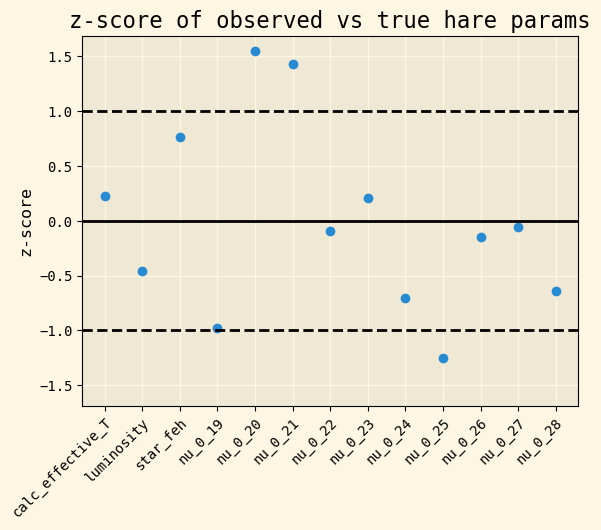 z-score of observed vs true hare params
z-score
1.5
1.0
0.5
0.0
−0.5
−1.0
−1.5
calc_effective_T
luminosity
star_feh
nu_0_19
nu_0_20
nu_0_21
nu_0_22
nu_0_23
nu_0_24
nu_0_25
nu_0_26
nu_0_27
nu_0_28